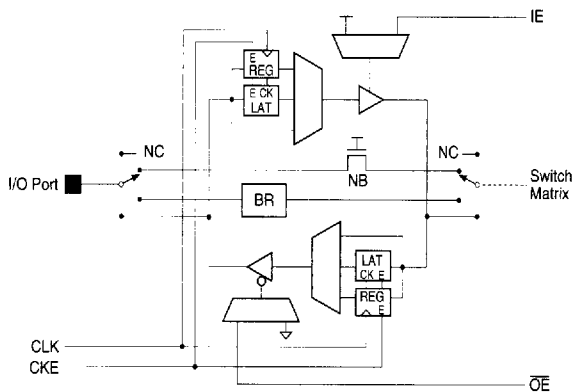 IE
E
REG
E CK
LAT
NC
NC
I/O Port
NB
Switch
Matrix
BR
LAT
CK E
REG
E
CLK
CKE
OE